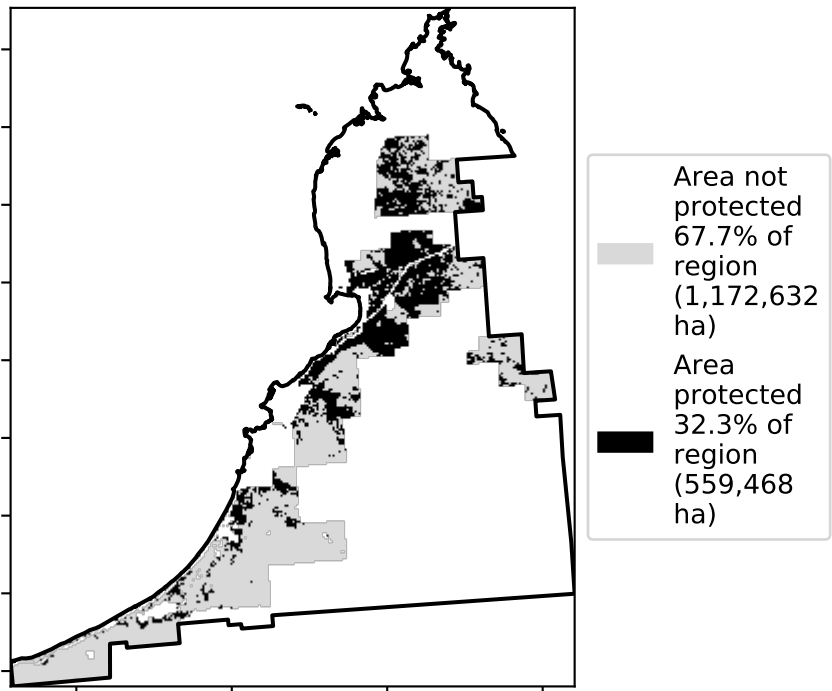 Area not
protected
67.7% of
region
(1,172,632
ha)
Area
protected
32.3% of
region
(559,468
ha)